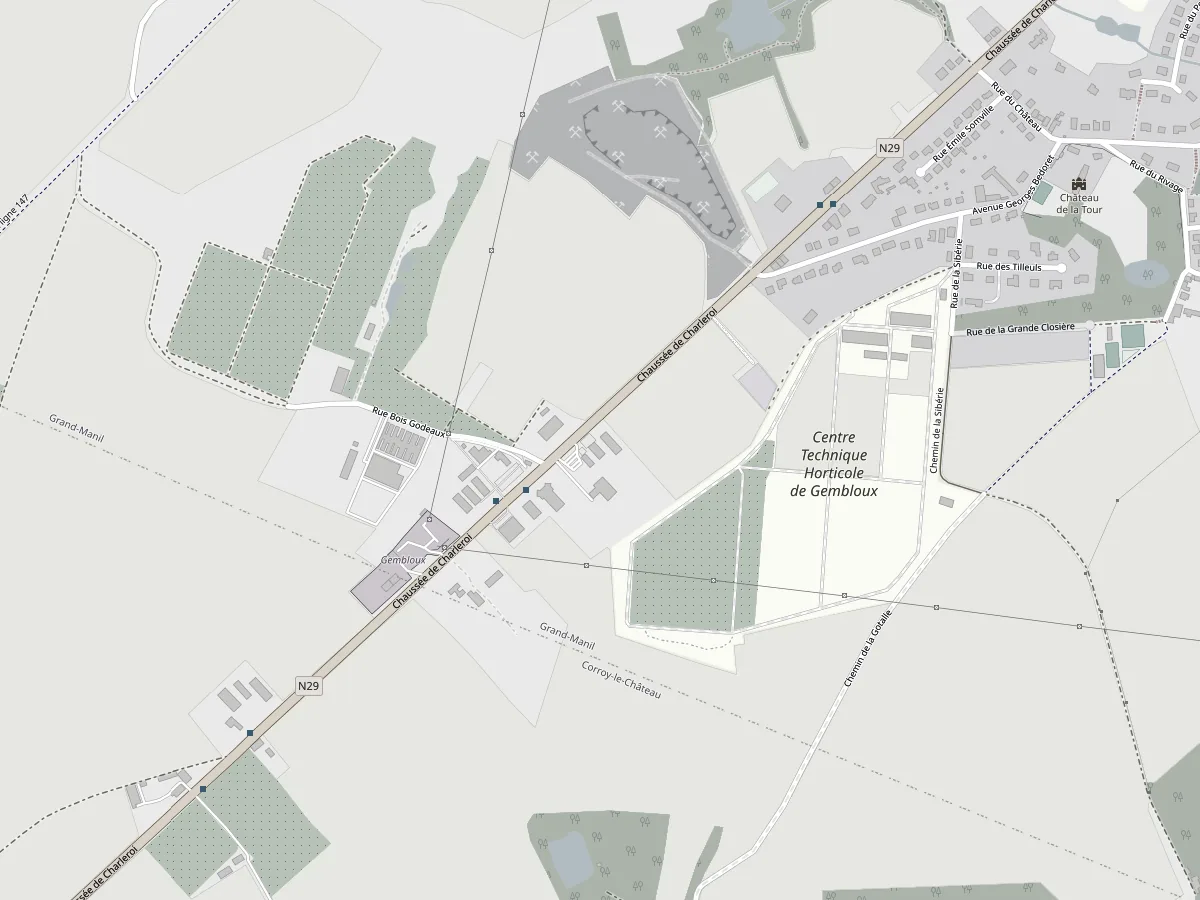 Chaussée de Charleroi
Rue du
Rue du Château
Rue Émile Somville
N29
Rue du Rivage
Avenue Georges Bedoret
Château
de la Tour
ligne 147
Rue de la Sibérie
Rue des Tilleuls
Rue de la Grande Closière
Chaussée de Charleroi
Chemin de la Sibérie
Rue Bois Godeaux
Grand-Manil
Centre
Technique
Horticole
de Gembloux
Gembloux
Chaussée de Charleroi
Grand-Manil
Corroy-le-Château
Chemin de la Gotalle
N29
ssée de Charleroi